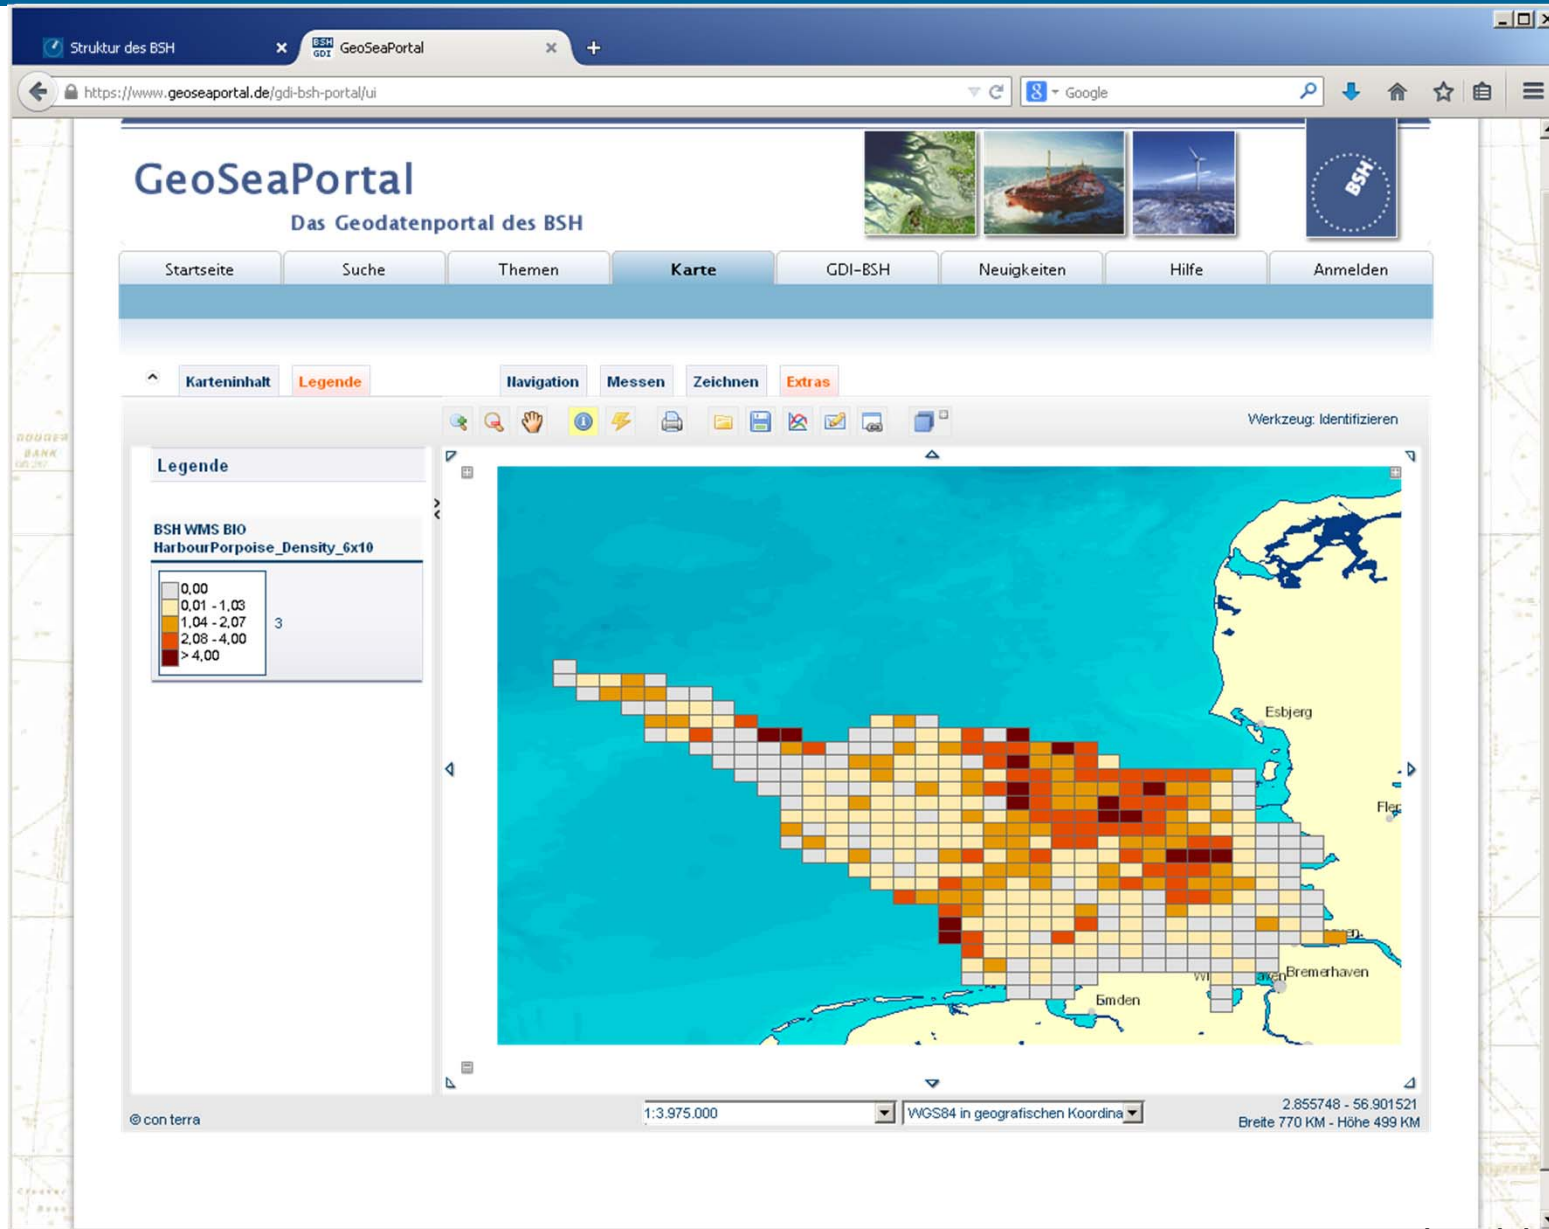 Struktur des BSH
BSH GDI GeoSeaPortal
https://www.geoseaportal.de/gdi-bsh-portal/ui
Google
GeoSeaPortal
Das Geodatenportal des BSH
BSH
Startseite
Suche
Themen
Karte
GDI-BSH
Neuigkeiten
Hilfe
Anmelden
Karteninhalt
Legende
Navigation
Messen
Zeichnen
Extras
Werkzeug: Identifizieren
Legende
BSH WMS BIO
HarbourPorpoise_Density_6x10
0,00
0,01 - 1,03
1,04 - 2,07
2,08 - 4,00
> 4,00
3
Esbjerg
Bremerhaven
Emden
© con terra
1:3.975.000
WGS84 in geografischen Koordina
2.855748 - 56.901521
Breite 770 KM - Höhe 499 KM